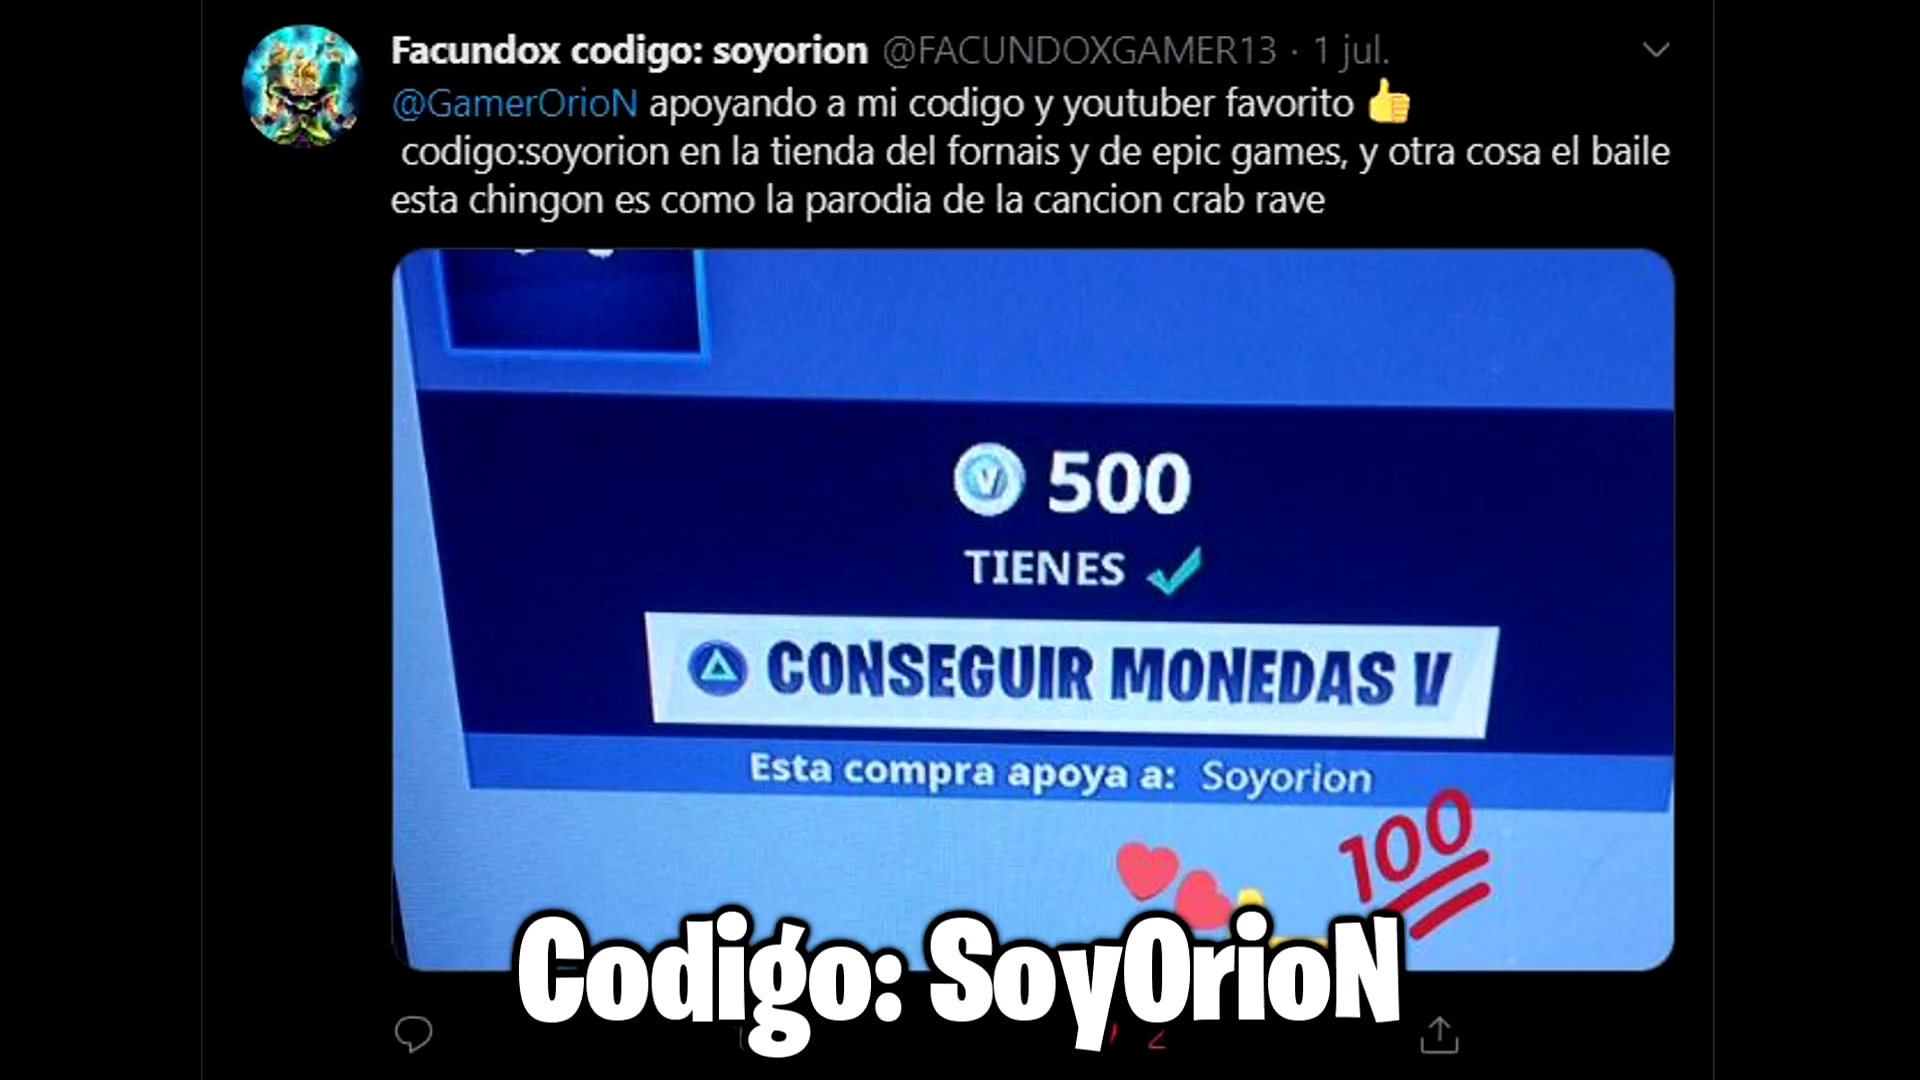 Facundox codigo: soyorion @FACUNDOXGAMER13 · 1 jul.
@GamerOrioN apoyando a mi codigo y youtuber favorito 👍
codigo:soyorion en la tienda del fornais y de epic games, y otra cosa el baile
esta chingon es como la parodia de la cancion crab rave
500
TIENES
CONSEGUIR MONEDAS V
Esta compra apoya a: Soyorion
100
Codigo: SoyOrioN
2